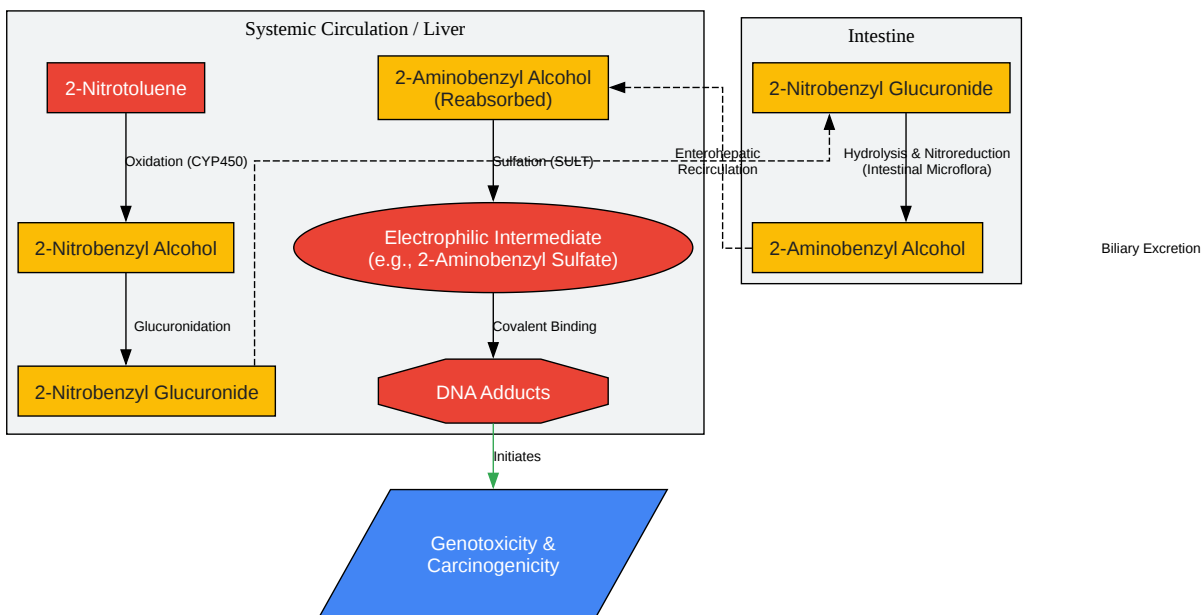 Systemic Circulation / Liver
2-Nitrotoluene
Oxidation (CYP450)
2-Nitrobenzyl Alcohol
Glucuronidation
2-Nitrobenzyl Glucuronide
2-Aminobenzyl Alcohol
(Reabsorbed)
Sulfation (SULT)
Electrophilic Intermediate
(e.g., 2-Aminobenzyl Sulfate)
Covalent Binding
DNA Adducts
Initiates
Genotoxicity &
Carcinogenicity
Enterohepatic
Recirculation
Intestine
2-Nitrobenzyl Glucuronide
Hydrolysis & Nitroreduction
(Intestinal Microflora)
2-Aminobenzyl Alcohol
Biliary Excretion